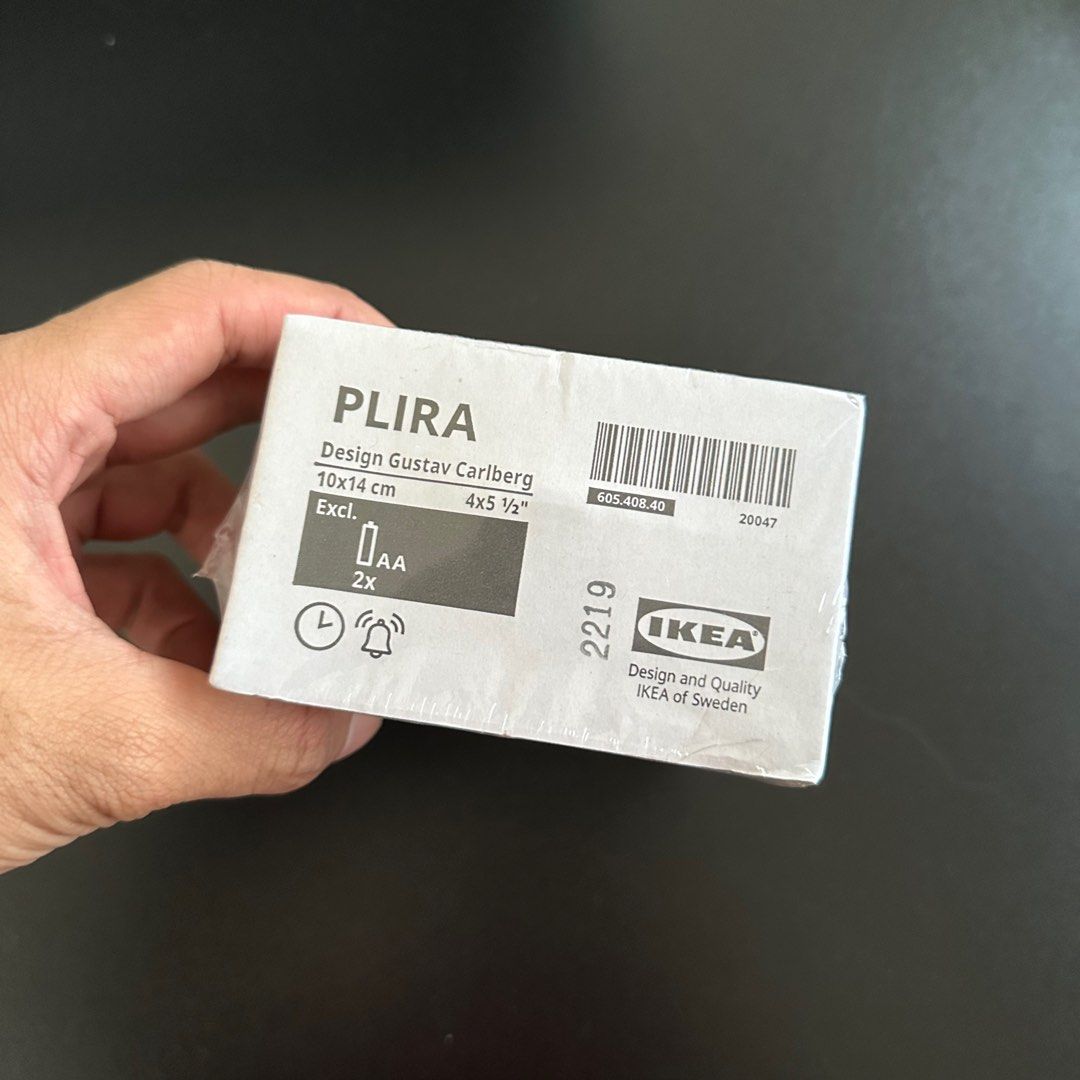 PLIRA
Design Gustav Carlberg
10x14 cm 4x5 ½"
Excl.
AA
2x
605.408.40
20047
2219
IKEA®
Design and Quality
IKEA of Sweden